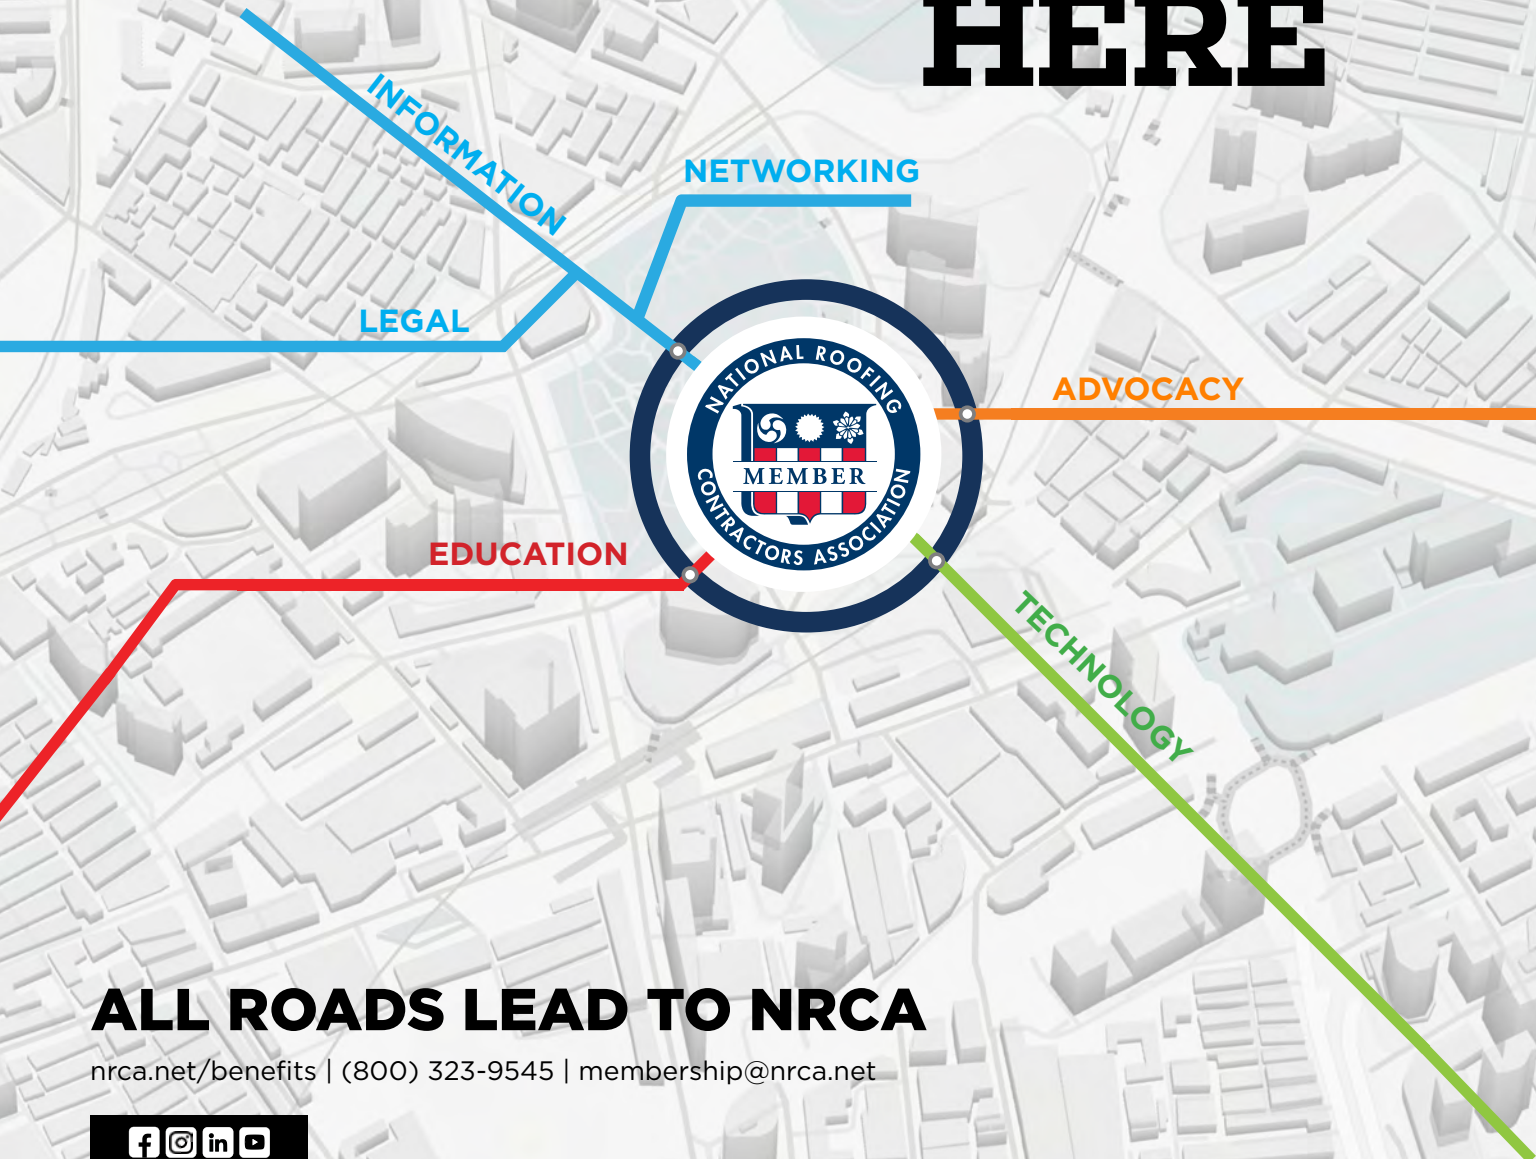 HERE
INFORMATION
NETWORKING
LEGAL
ADVOCACY
NATIONAL ROOFING
MEMBER
CONTRACTORS ASSOCIATION
EDUCATION
TECHNOLOGY
ALL ROADS LEAD TO NRCA
nrca.net/benefits | (800) 323-9545 | membership@nrca.net